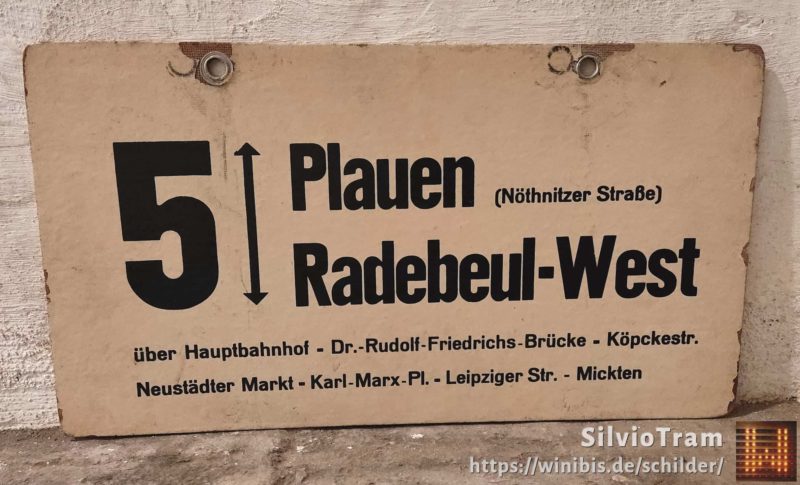 5 Plauen (Nöthnitzer Straße)
Radebeul-West
über Hauptbahnhof - Dr.-Rudolf-Friedrichs-Brücke - Köpckestr.
Neustädter Markt - Karl-Marx-Pl. - Leipziger Str. - Mickten
SilvioTram
https://winibis.de/schilder/
W